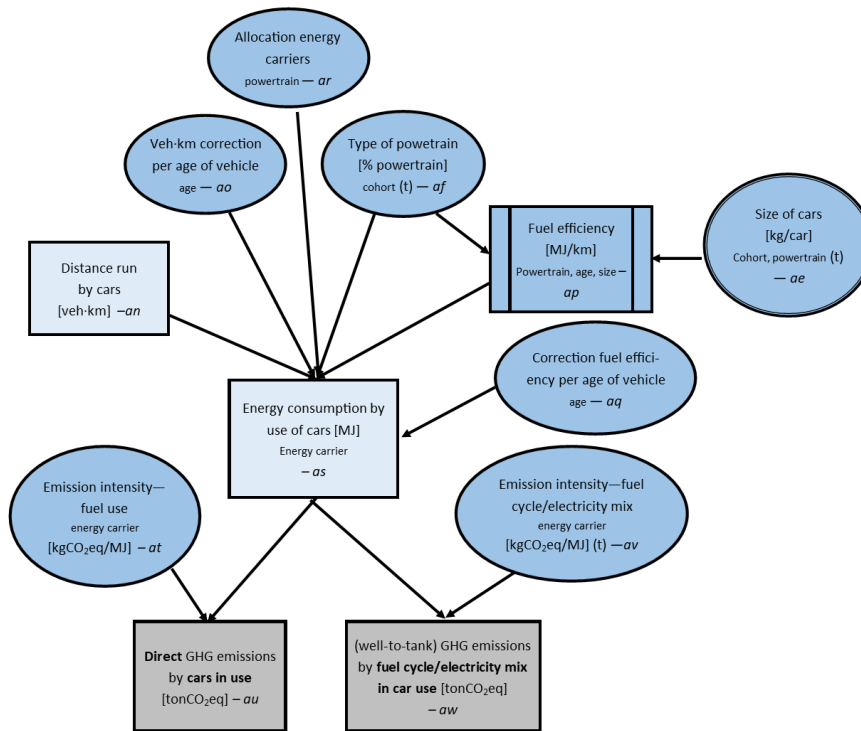 Allocation energy
carriers
powertrain — ar
Veh·km correction
per age of vehicle
age — ao
Type of powetrain
[% powertrain]
cohort (t) — af
Fuel efficiency
[MJ/km]
Powertrain, age, size –
ap
Size of cars
[kg/car]
Cohort, powertrain (t)
— ae
Distance run
by cars
[veh·km] –an
Correction fuel effici-
ency per age of vehicle
age — aq
Energy consumption by
use of cars [MJ]
Energy carrier
– as
Emission intensity—
fuel use
energy carrier
[kgCO₂eq/MJ] – at
Emission intensity—fuel
cycle/electricity mix
energy carrier
[kgCO₂eq/MJ] (t) —av
Direct GHG emissions
by cars in use
[tonCO₂eq] – au
(well-to-tank) GHG emissions
by fuel cycle/electricity mix
in car use [tonCO₂eq]
– aw